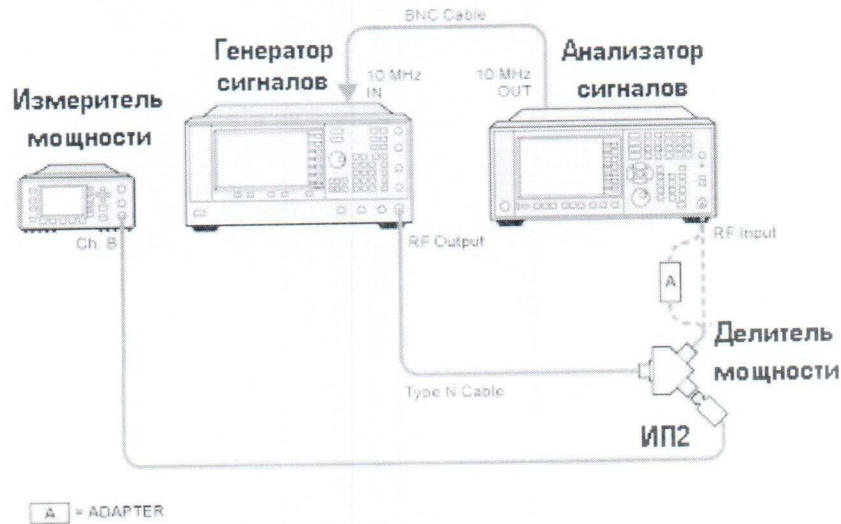 BNC Cable
Генератор
сигналов
10 MHz
IN
10 MHz
OUT
Анализатор
сигналов
Измеритель
мощности
Ch. B
RF Output
RF Input
A
Делитель
мощности
Type N Cable
ИП2
A = ADAPTER